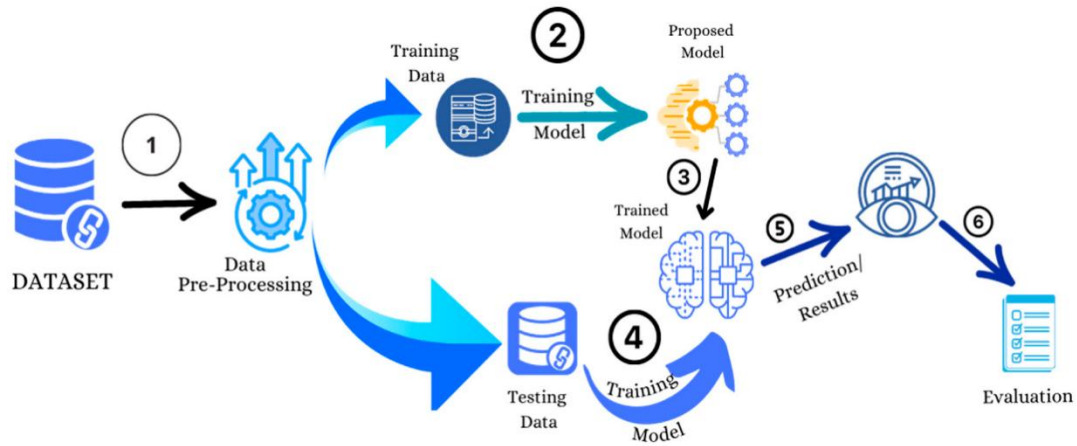 DATASET
1
Data
Pre-Processing
Training
Data
2
Training
Model
Proposed
Model
3
Trained
Model
Testing
Data
4
Training
Model
5
Prediction/
Results
6
Evaluation